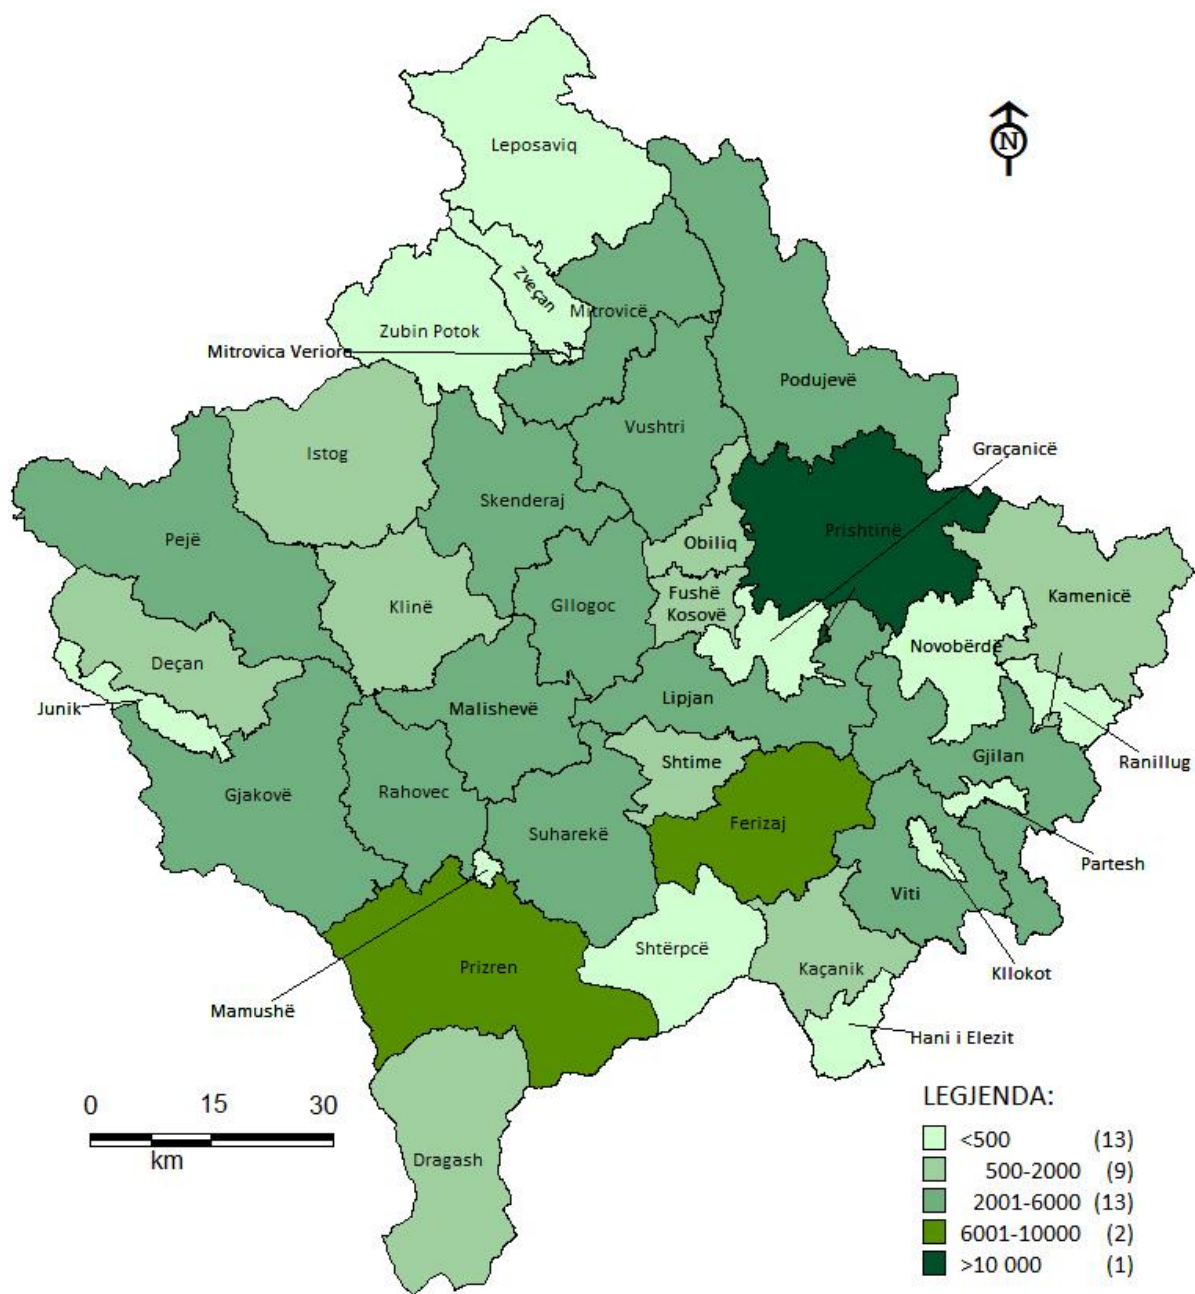 N
Leposaviq
Zveçan
Mitrovicë
Zubin Potok
Mitrovica Veriore
Podujevë
Vushtri
Graçanicë
Istog
Skenderaj
Prishtinë
Pejë
Obiliq
Fushë
Kosovë
Kamenicë
Klinë
Gllogoc
Novobërdë
Deçan
Lipjan
Junik
Malishevë
Shtime
Gjilan
Ranillug
Gjakovë
Rahovec
Ferizaj
Suharekë
Partesh
Viti
Shtërpcë
Prizren
Kaçanik
Kllokot
Mamushë
Hani i Elezit
LEGJENDA:
0 15 30
km
<500 (13)
500-2000 (9)
2001-6000 (13)
6001-10000 (2)
>10 000 (1)
Dragash